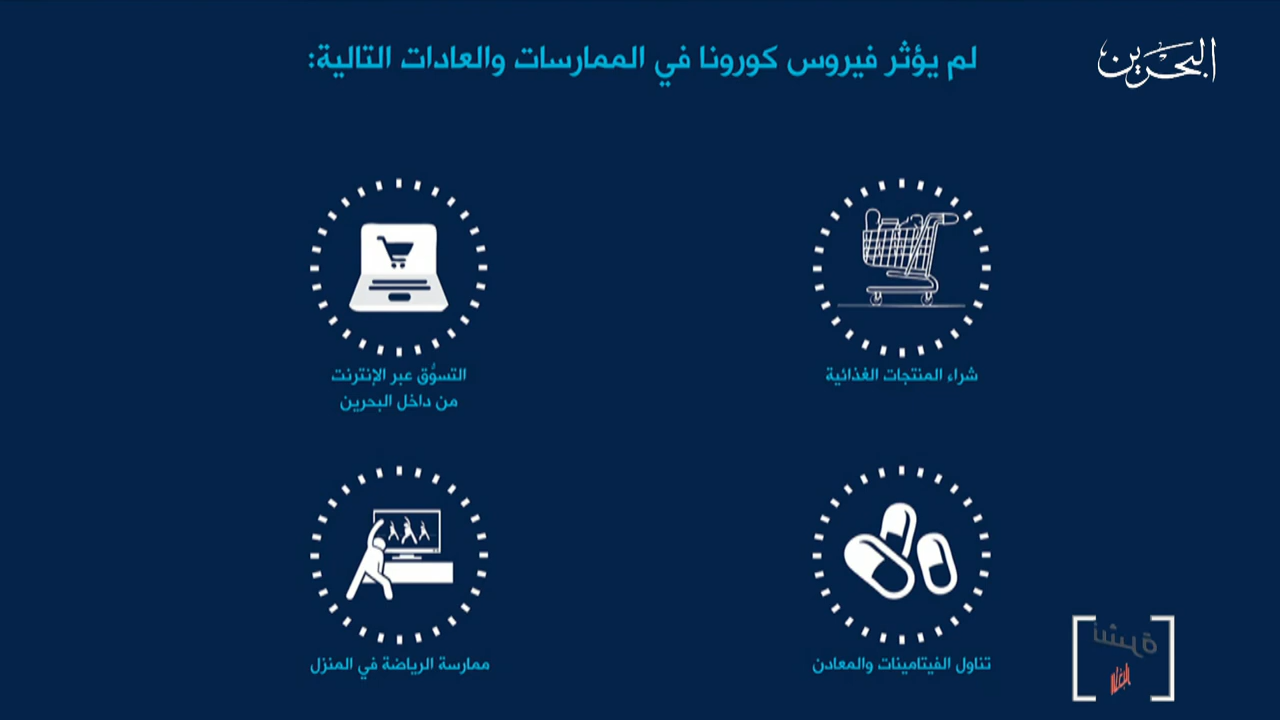 لم يؤثر فيروس كورونا في الممارسات والعادات التالية:
البحرين
شراء المنتجات الغذائية
التسوُّق عبر الإنترنت
من داخل البحرين
تناول الفيتامينات والمعادن
ممارسة الرياضة في المنزل
نشرة